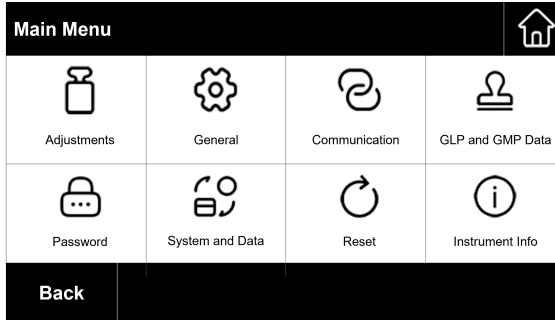 Main Menu
Adjustments
General
Communication
GLP and GMP Data
Password
System and Data
Reset
Instrument Info
Back